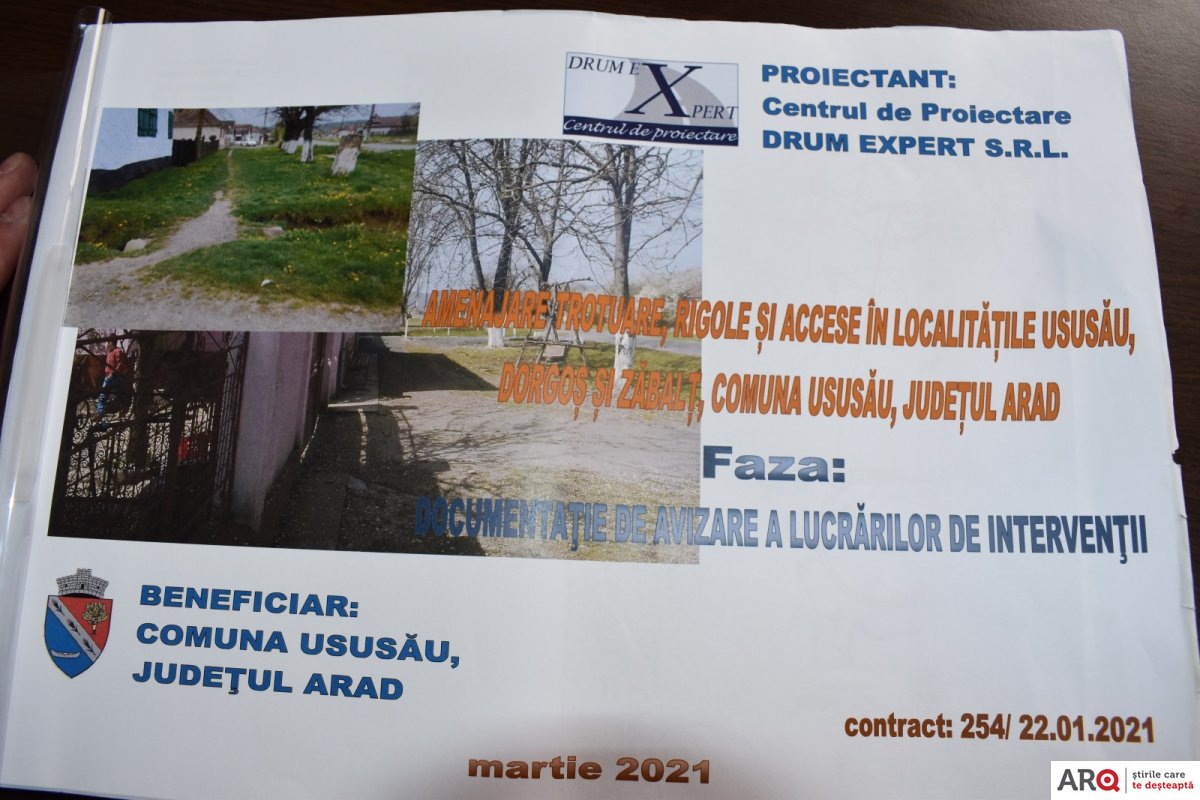 DRUM EXPERT
Centrul de proiectare
PROIECTANT:
Centrul de Proiectare
DRUM EXPERT S.R.L.
AMENAJARE TROTUARE, RIGOLE ȘI ACCESE ÎN LOCALITĂȚILE USUSĂU,
DORGOȘ ȘI ZĂBALȚ, COMUNA USUSĂU, JUDEȚUL ARAD
Faza:
DOCUMENTAŢIE DE AVIZARE A LUCRĂRILOR DE INTERVENŢII
BENEFICIAR:
COMUNA USUSĂU,
JUDEŢUL ARAD
contract: 254/ 22.01.2021
martie 2021
ARQ
știrile care
te deșteaptă